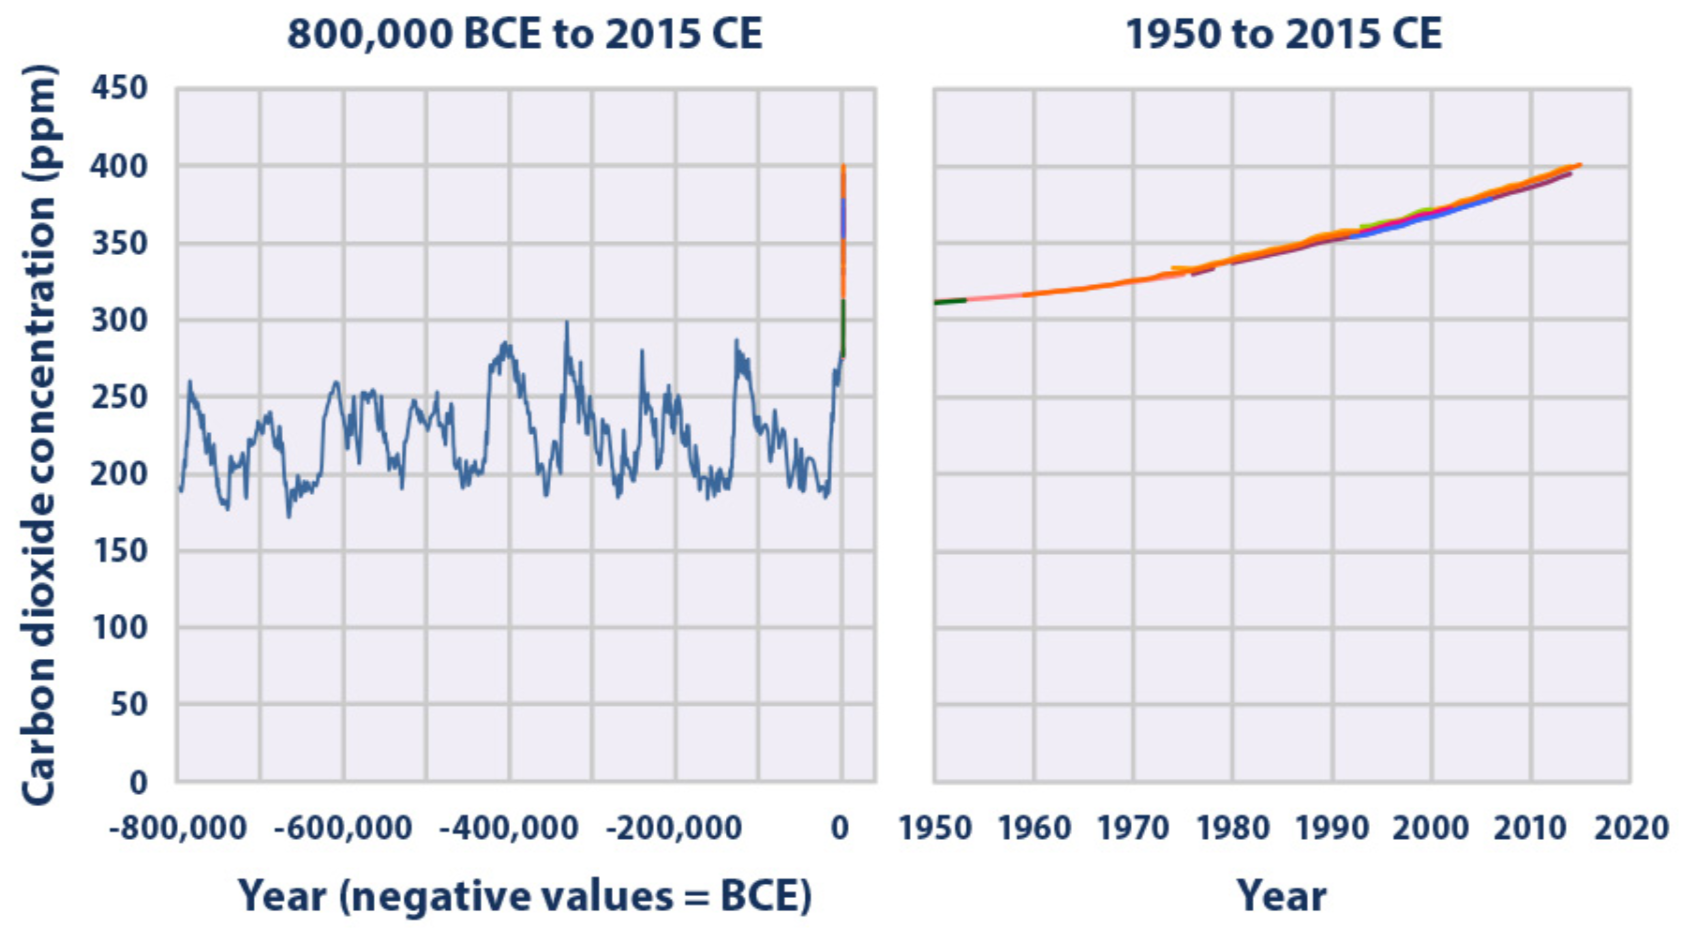 800,000 BCE to 2015 CE
1950 to 2015 CE
Carbon dioxide concentration (ppm)
450
400
350
300
250
200
150
100
50
0
-800,000 -600,000 -400,000 -200,000 0
1950 1960 1970 1980 1990 2000 2010 2020
Year (negative values = BCE)
Year